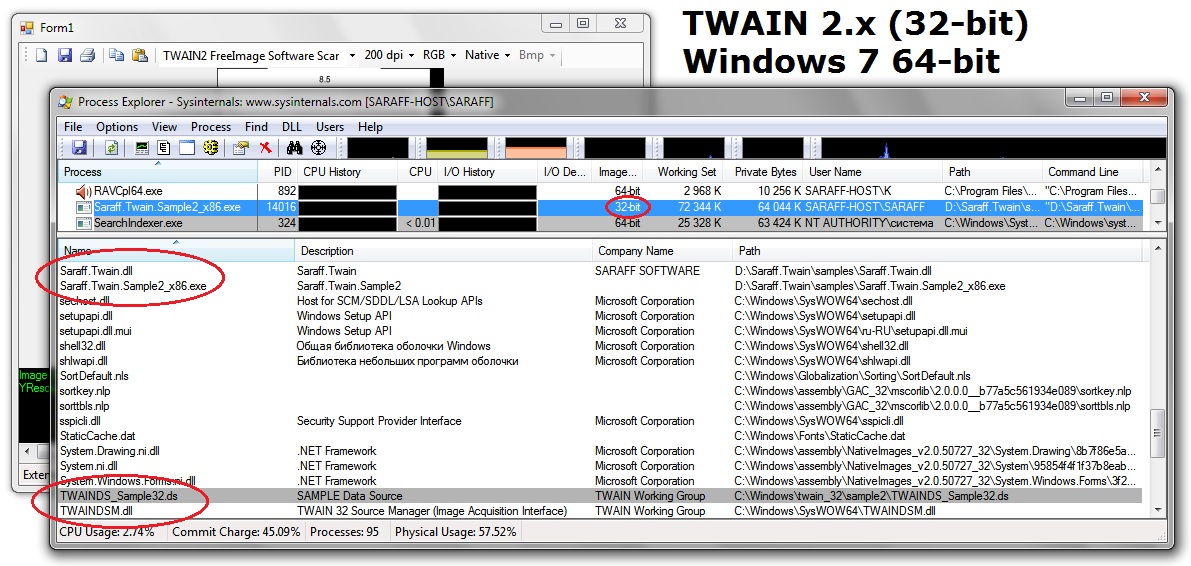 TWAIN 2.x (32-bit)
Windows 7 64-bit
Form1
TWAIN2 FreeImage Software Scar 200 dpi RGB Native Bmp
8.5
Process Explorer - Sysinternals: www.sysinternals.com [SARAFF-HOST\SARAFF]
File Options View Process Find DLL Users Help
Process PID CPU History CPU I/O History I/O De... Image... Working Set Private Bytes User Name Path Command Line
RAVCpl64.exe 892 64-bit 2 968 K 10 256 K SARAFF-HOST\K C:\Program Files\... "C:\Program Files\...
Saraff.Twain.Sample2_x86.exe 14016 32-bit 72 344 K 64 044 K SARAFF-HOST\SARAFF D:\Saraff.Twain\s... "D:\Saraff.Twain\s...
SearchIndexer.exe 324 < 0.01 64-bit 25 328 K 63 424 K NT AUTHORITY\система C:\Windows\syst... C:\Windows\syst...
Name Description Company Name Path
Saraff.Twain.dll Saraff.Twain SARAFF SOFTWARE D:\Saraff.Twain\samples\Saraff.Twain.dll
Saraff.Twain.Sample2_x86.exe Saraff.Twain.Sample2 D:\Saraff.Twain\samples\Saraff.Twain.Sample2_x86.exe
sechost.dll Host for SCM/SDDL/LSA Lookup APIs Microsoft Corporation C:\Windows\SysWOW64\sechost.dll
setupapi.dll Windows Setup API Microsoft Corporation C:\Windows\SysWOW64\setupapi.dll
setupapi.dll.mui Windows Setup API Microsoft Corporation C:\Windows\SysWOW64\ru-RU\setupapi.dll.mui
shell32.dll Общая библиотека оболочки Windows Microsoft Corporation C:\Windows\SysWOW64\shell32.dll
shlwapi.dll Библиотека небольших программ оболочки Microsoft Corporation C:\Windows\SysWOW64\shlwapi.dll
SortDefault.nls C:\Windows\Globalization\Sorting\SortDefault.nls
sortkey.nlp C:\Windows\assembly\GAC_32\mscorlib\2.0.0.0__b77a5c561934e089\sortkey.nlp
sorttbls.nlp C:\Windows\assembly\GAC_32\mscorlib\2.0.0.0__b77a5c561934e089\sorttbls.nlp
sspicli.dll Security Support Provider Interface Microsoft Corporation C:\Windows\SysWOW64\sspicli.dll
StaticCache.dat C:\Windows\Fonts\StaticCache.dat
System.Drawing.ni.dll .NET Framework Microsoft Corporation C:\Windows\assembly\NativeImages_v2.0.50727_32\System.Drawing\8b7f86e5a...
System.ni.dll .NET Framework Microsoft Corporation C:\Windows\assembly\NativeImages_v2.0.50727_32\System\95854f4f1f37b8eab...
System.Windows.Forms.ni.dll .NET Framework Microsoft Corporation C:\Windows\assembly\NativeImages_v2.0.50727_32\System.Windows.Forms\3f2...
TWAINDS_Sample32.ds SAMPLE Data Source TWAIN Working Group C:\Windows\twain_32\sample2\TWAINDS_Sample32.ds
TWAINDSM.dll TWAIN 32 Source Manager (Image Acquisition Interface) TWAIN Working Group C:\Windows\SysWOW64\TWAINDSM.dll
CPU Usage: 2.74% Commit Charge: 45.09% Processes: 95 Physical Usage: 57.52%
Image
YReso
Exten